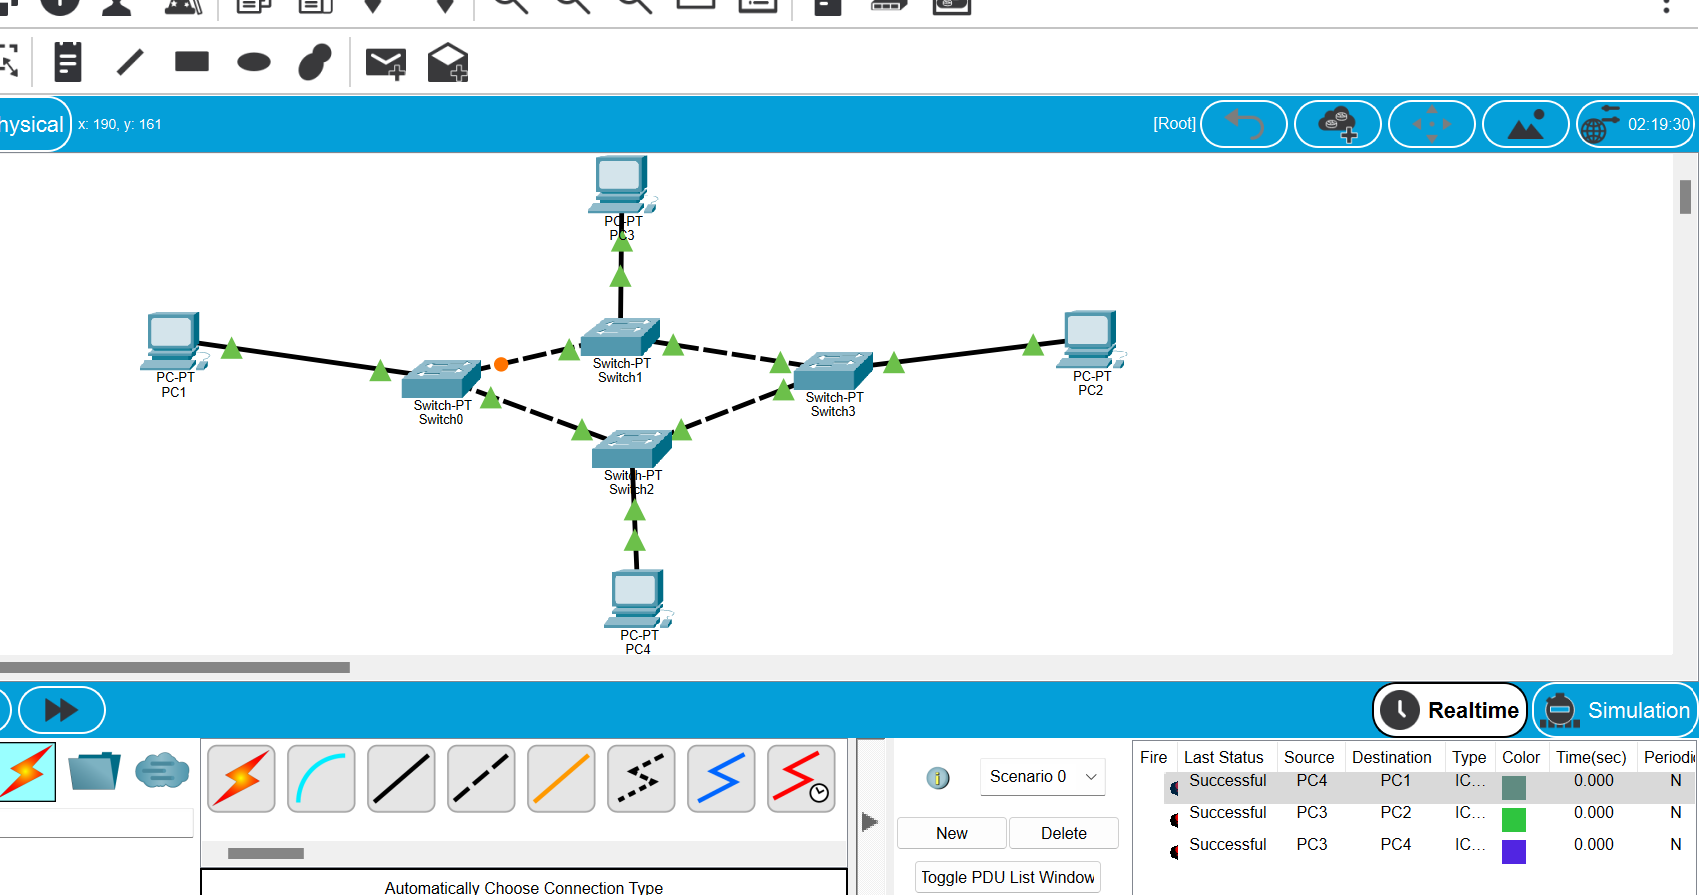 hysical
x: 190, y: 161
[Root]
02:19:30
PC-PT
PC3
PC-PT
PC1
Switch-PT
Switch1
PC-PT
PC2
Switch-PT
Switch3
Switch-PT
Switch0
Switch-PT
Switch2
PC-PT
PC4
Realtime
Simulation
Scenario 0
New
Delete
Toggle PDU List Window
Automatically Choose Connection Type
Fire Last Status Source Destination Type Color Time(sec) Periodi
Successful PC4 PC1 IC... 0.000 N
Successful PC3 PC2 IC... 0.000 N
Successful PC3 PC4 IC... 0.000 N